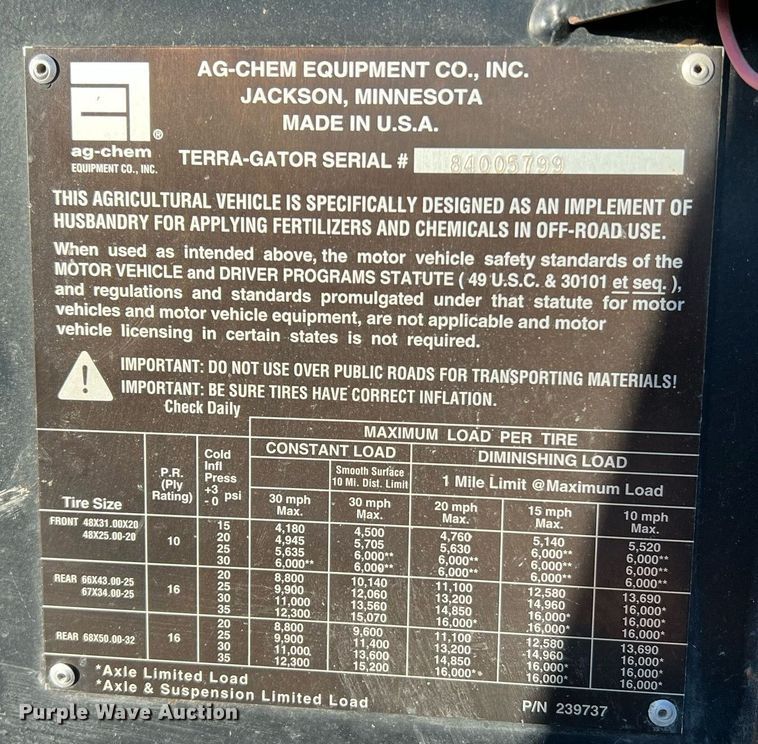 AG-CHEM EQUIPMENT CO., INC.
JACKSON, MINNESOTA
MADE IN U.S.A.
®
ag-chem
EQUIPMENT CO., INC.
TERRA-GATOR SERIAL # 84005799
THIS AGRICULTURAL VEHICLE IS SPECIFICALLY DESIGNED AS AN IMPLEMENT OF
HUSBANDRY FOR APPLYING FERTILIZERS AND CHEMICALS IN OFF-ROAD USE.
When used as intended above, the motor vehicle safety standards of the
MOTOR VEHICLE and DRIVER PROGRAMS STATUTE ( 49 U.S.C. & 30101 et seq. ),
and regulations and standards promulgated under that statute for motor
vehicles and motor vehicle equipment, are not applicable and motor
vehicle licensing in certain states is not required.
IMPORTANT: DO NOT USE OVER PUBLIC ROADS FOR TRANSPORTING MATERIALS!
IMPORTANT: BE SURE TIRES HAVE CORRECT INFLATION.
Check Daily
MAXIMUM LOAD PER TIRE
CONSTANT LOAD DIMINISHING LOAD
Smooth Surface
10 Mi. Dist. Limit
1 Mile Limit @Maximum Load
Tire Size
P.R.
(Ply
Rating)
Cold
Infl
Press
+3
- 0 psi
30 mph Max.
30 mph Max.
20 mph Max.
15 mph Max.
10 mph Max.
FRONT 48X31.00X20
48X25.00-20
10
15 4,180 4,500 4,760 5,140 5,520
20 4,945 5,705 5,630 6,000** 6,000**
25 5,635 6,000** 6,000** 6,000** 6,000**
30 6,000** 6,000** 6,000** 6,000** 6,000**
REAR 66X43.00-25
67X34.00-25
16
20 8,800 10,140 11,100 12,580 13,690
25 9,900 12,060 13,200 14,960 16,000*
30 11,000 13,560 14,850 16,000* 16,000*
35 12,300 15,070 16,000* 16,000* 16,000*
REAR 68X50.00-32
16
20 8,800 9,600 11,100 12,580 13,690
25 9,900 11,400 13,200 14,960 16,000*
30 11,000 13,600 14,850 16,000* 16,000*
35 12,300 15,200 16,000** 16,000* 16,000*
*Axle Limited Load
*Axle & Suspension Limited Load
P/N 239737
Purple Wave Auction